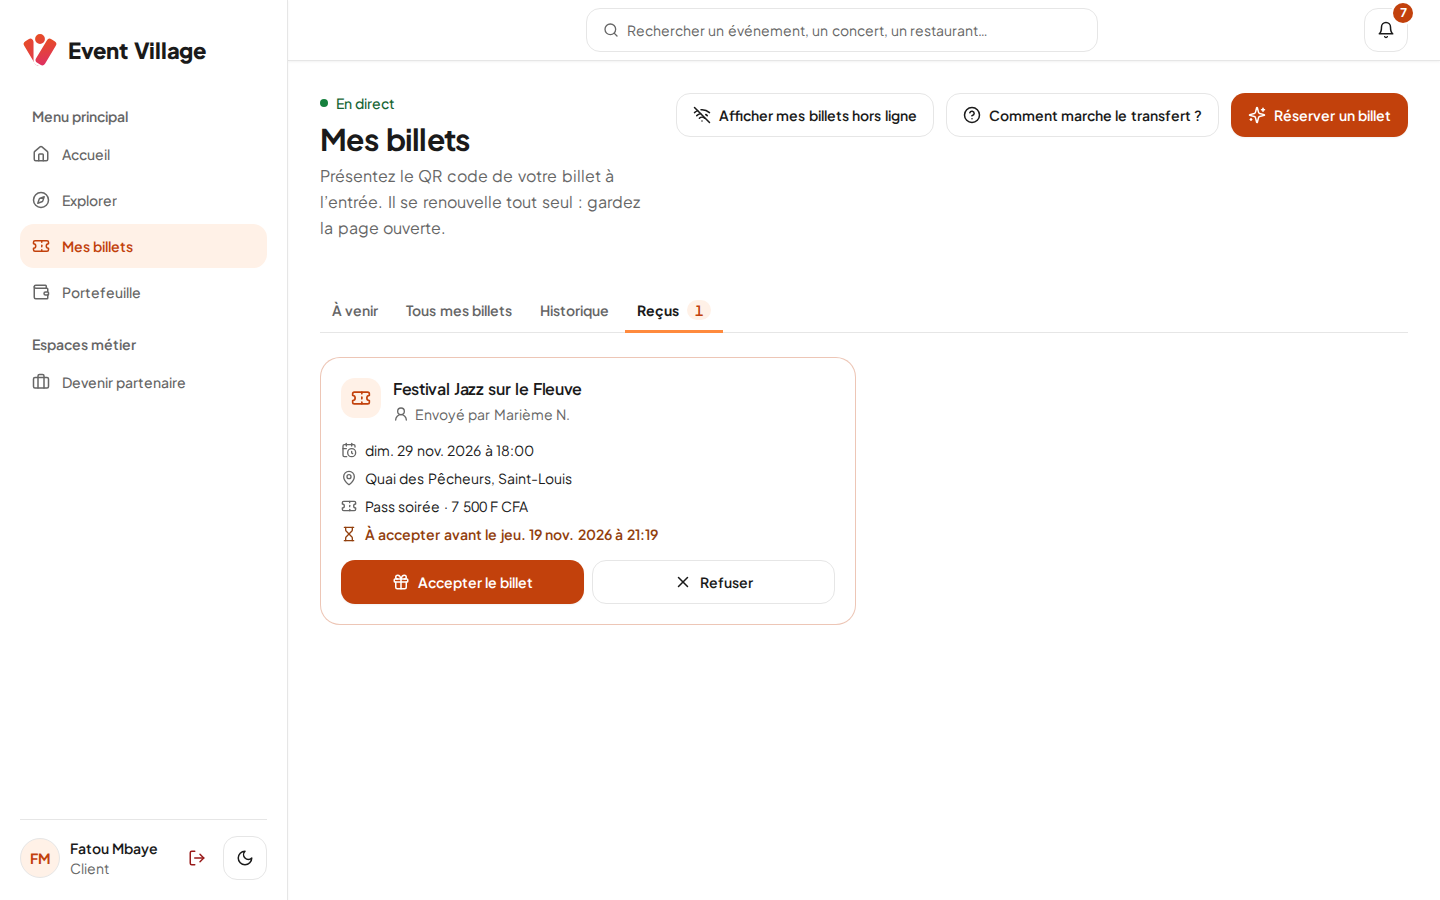 Event Village
Rechercher un événement, un concert, un restaurant…
7
Menu principal
Accueil
Explorer
Mes billets
Portefeuille
Espaces métier
Devenir partenaire
FM
Fatou Mbaye
Client
En direct
Mes billets
Présentez le QR code de votre billet à
l’entrée. Il se renouvelle tout seul : gardez
la page ouverte.
Afficher mes billets hors ligne
Comment marche le transfert ?
Réserver un billet
À venir
Tous mes billets
Historique
Reçus 1
Festival Jazz sur le Fleuve
Envoyé par Marième N.
dim. 29 nov. 2026 à 18:00
Quai des Pêcheurs, Saint-Louis
Pass soirée · 7 500 F CFA
À accepter avant le jeu. 19 nov. 2026 à 21:19
Accepter le billet
Refuser